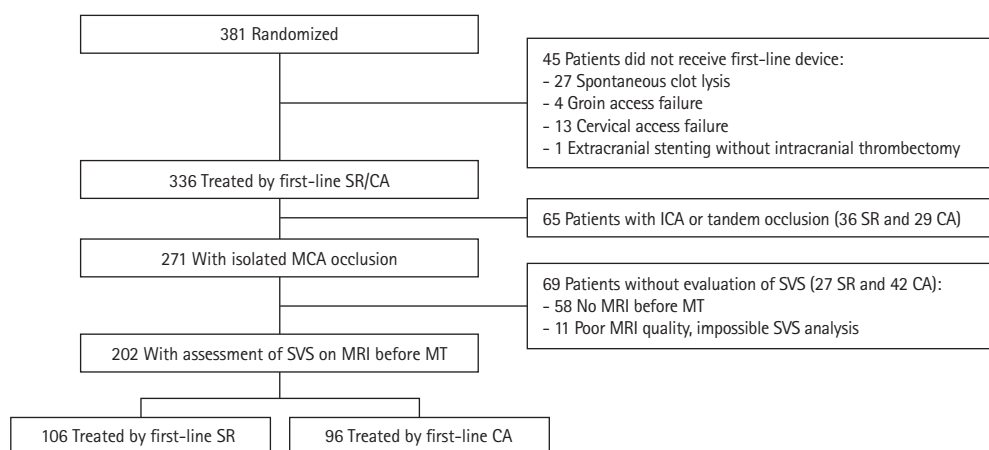 381 Randomized
45 Patients did not receive first-line device:
- 27 Spontaneous clot lysis
- 4 Groin access failure
- 13 Cervical access failure
- 1 Extracranial stenting without intracranial thrombectomy
336 Treated by first-line SR/CA
65 Patients with ICA or tandem occlusion (36 SR and 29 CA)
271 With isolated MCA occlusion
69 Patients without evaluation of SVS (27 SR and 42 CA):
- 58 No MRI before MT
- 11 Poor MRI quality, impossible SVS analysis
202 With assessment of SVS on MRI before MT
106 Treated by first-line SR
96 Treated by first-line CA